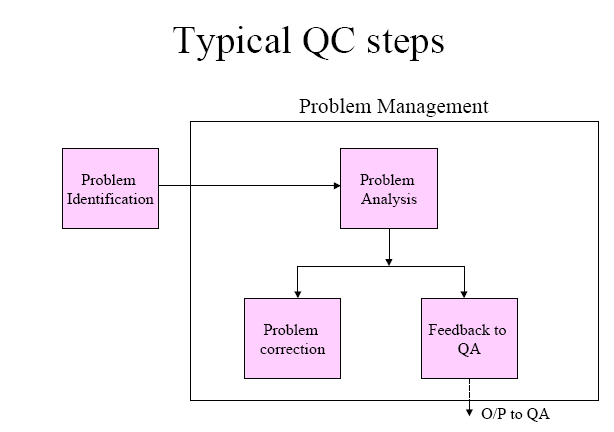 Typical QC steps
Problem Management
Problem
Identification
Problem
Analysis
Problem
correction
Feedback to
QA
O/P to QA